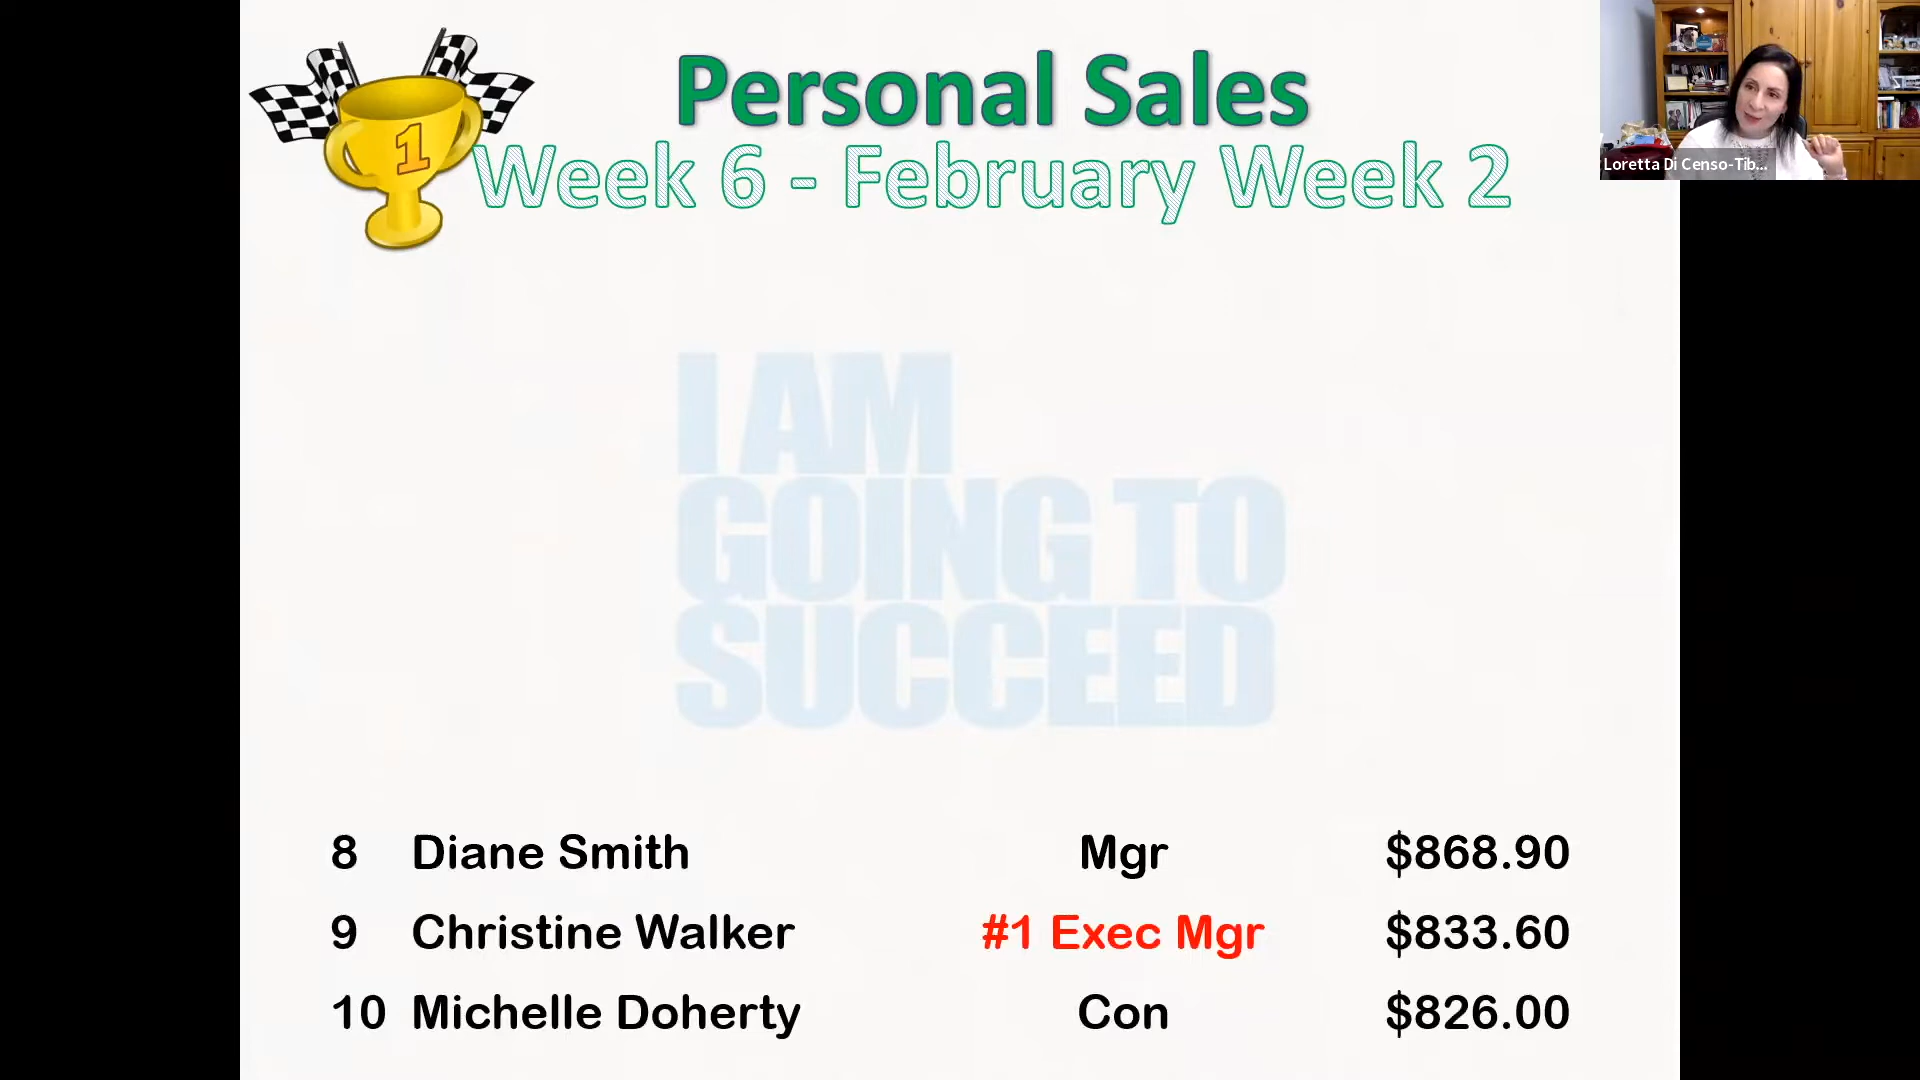 1
Personal Sales
Week 6 - February Week 2
Loretta Di Censo-Tib...
I AM
GOING TO
SUCCEED
8 Diane Smith Mgr $868.90
9 Christine Walker #1 Exec Mgr $833.60
10 Michelle Doherty Con $826.00